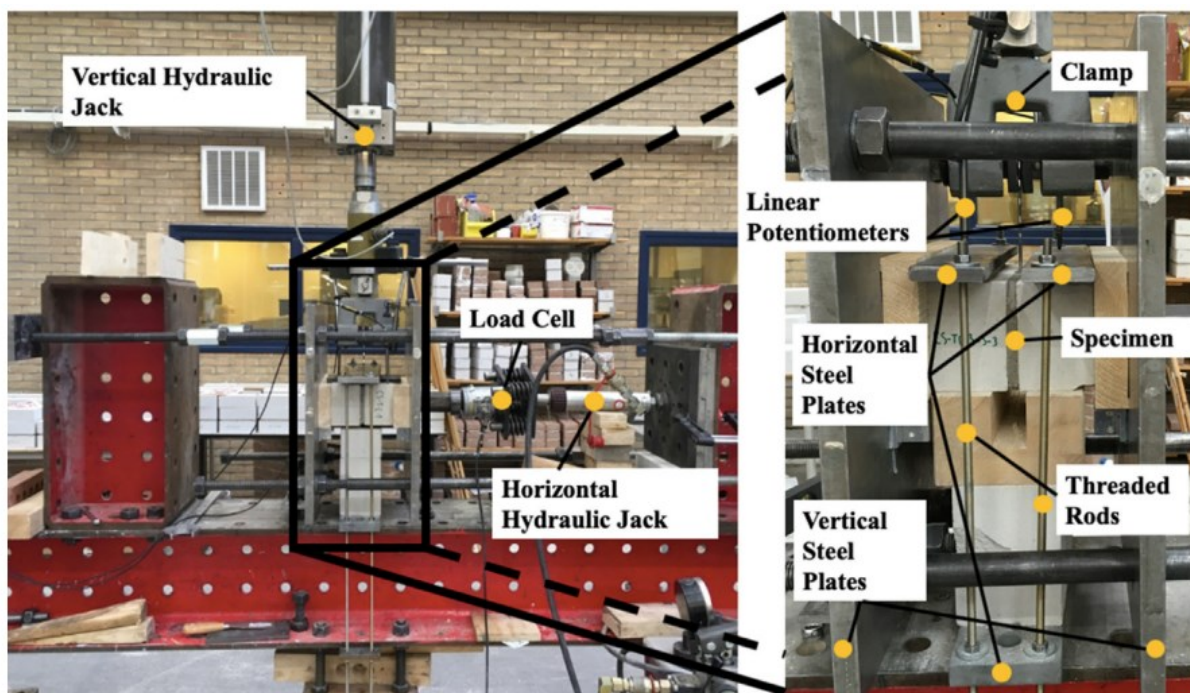 Vertical Hydraulic
Jack
Load Cell
Horizontal
Hydraulic Jack
Clamp
Linear
Potentiometers
Horizontal
Steel
Plates
Specimen
Threaded
Rods
Vertical
Steel
Plates